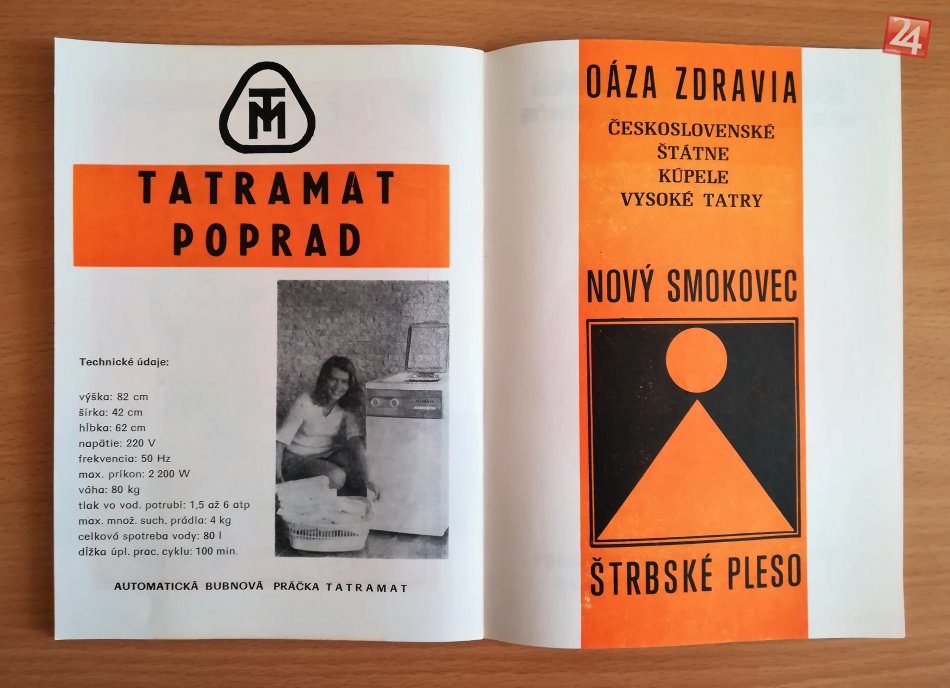 TM
TATRAMAT
POPRAD
Technické údaje:
výška: 82 cm
šírka: 42 cm
hĺbka: 62 cm
napätie: 220 V
frekvencia: 50 Hz
max. príkon: 2 200 W
váha: 80 kg
tlak vo vod. potrubí: 1,5 až 6 atp
max. množ. such. prádla: 4 kg
celková spotreba vody: 80 l
dĺžka úpl. prac. cyklu: 100 min.
AUTOMATICKÁ BUBNOVÁ PRÁČKA TATRAMAT
OÁZA ZDRAVIA
ČESKOSLOVENSKÉ
ŠTÁTNE
KÚPELE
VYSOKÉ TATRY
NOVÝ SMOKOVEC
ŠTRBSKÉ PLESO
24